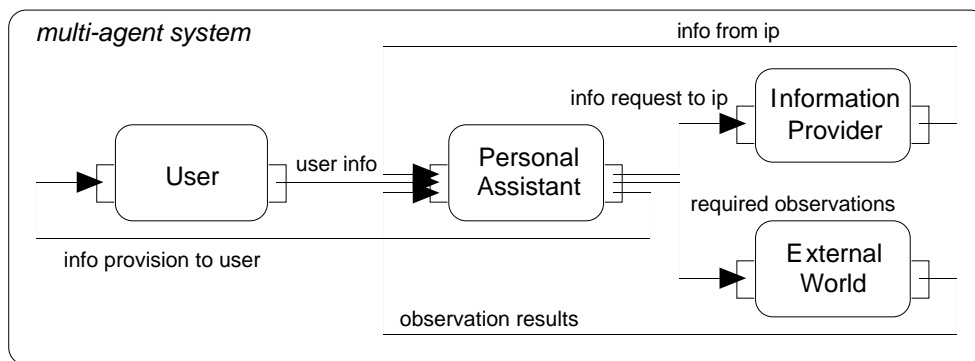 multi-agent system
info from ip
info request to ip
Information
Provider
user info
Personal
Assistant
User
required observations
info provision to user
External
World
observation results